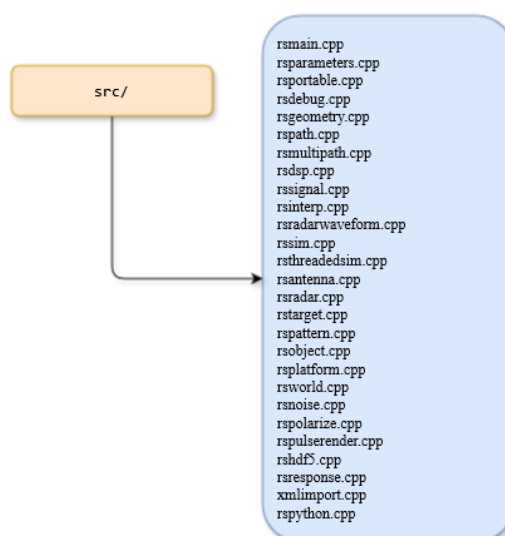 src/
rsmain.cpp
rsparameters.cpp
rsportable.cpp
rsdebug.cpp
rsgeometry.cpp
rspath.cpp
rsmultipath.cpp
rsdsp.cpp
rssignal.cpp
rsinterp.cpp
rsradarwaveform.cpp
rssim.cpp
rsthreadedsim.cpp
rsantenna.cpp
rsradar.cpp
rstarget.cpp
rspattern.cpp
rsobject.cpp
rsplatform.cpp
rsworld.cpp
rsnoise.cpp
rspolarize.cpp
rspulserender.cpp
rshdf5.cpp
rsresponse.cpp
xmlimport.cpp
rspython.cpp